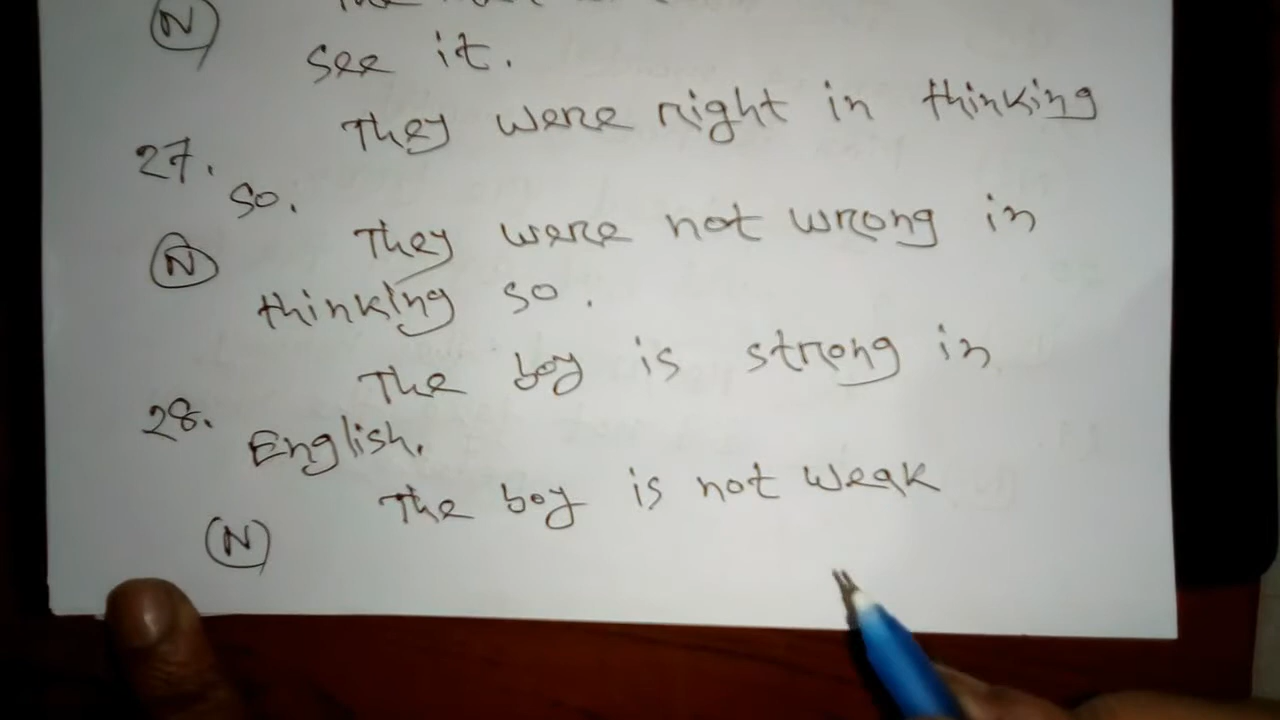 (N)
see it.
27. They were right in thinking
so.
(N) They were not wrong in
thinking so.
28. The boy is strong in
English.
(N) The boy is not weak